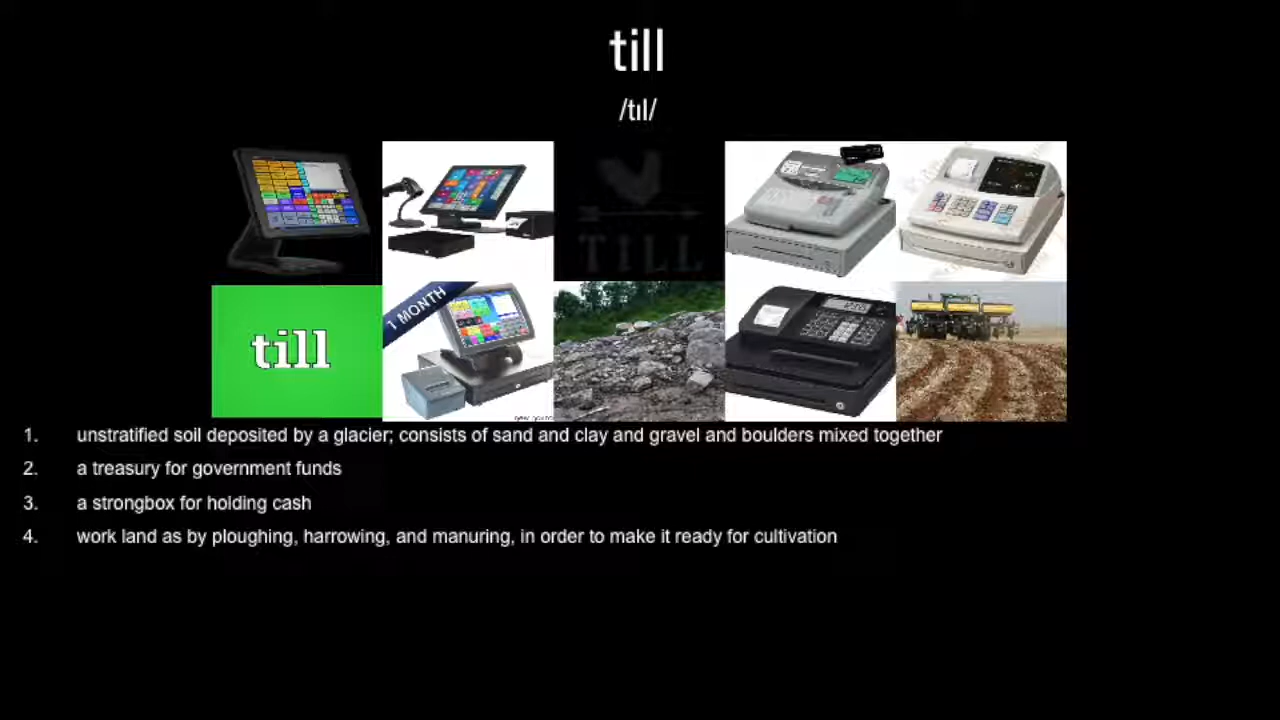 till
/tɪl/
TILL
till
1 MONTH
1. unstratified soil deposited by a glacier; consists of sand and clay and gravel and boulders mixed together
2. a treasury for government funds
3. a strongbox for holding cash
4. work land as by ploughing, harrowing, and manuring, in order to make it ready for cultivation